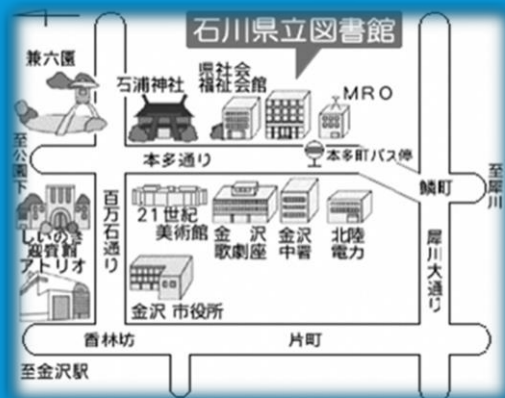 石川県立図書館
兼六園
石浦神社
県社会
福祉会館
MRO
至公園下
本多通り
本多町バス停
至犀川
鱗町
百万石通り
しいのき
迎賓館
アトリオ
21世紀
美術館
金沢
歌劇座
金沢
中署
北陸
電力
犀川大通り
金沢市役所
香林坊
片町
至金沢駅